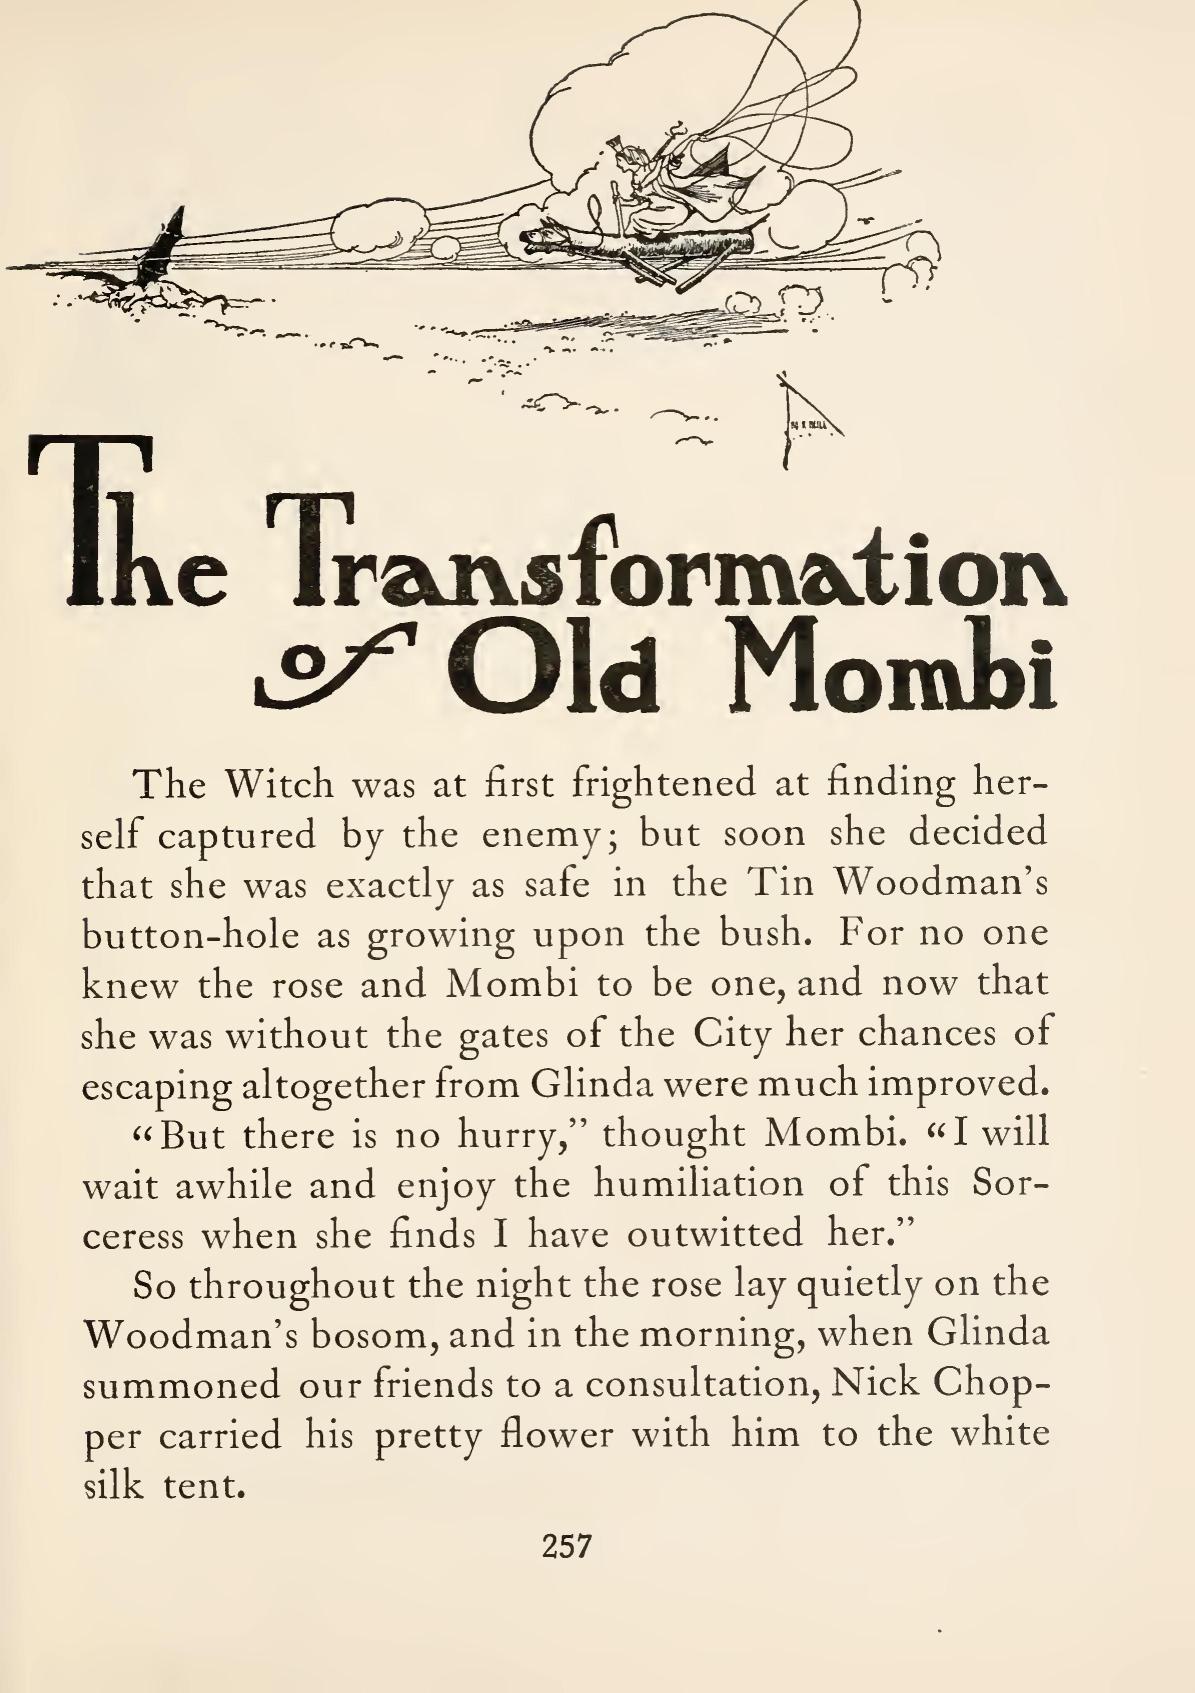 The Transformation
of Old Mombi
The Witch was at first frightened at finding her-
self captured by the enemy; but soon she decided
that she was exactly as safe in the Tin Woodman's
button-hole as growing upon the bush. For no one
knew the rose and Mombi to be one, and now that
she was without the gates of the City her chances of
escaping altogether from Glinda were much improved.
“But there is no hurry,” thought Mombi. “I will
wait awhile and enjoy the humiliation of this Sor-
ceress when she finds I have outwitted her.”
So throughout the night the rose lay quietly on the
Woodman's bosom, and in the morning, when Glinda
summoned our friends to a consultation, Nick Chop-
per carried his pretty flower with him to the white
silk tent.
257